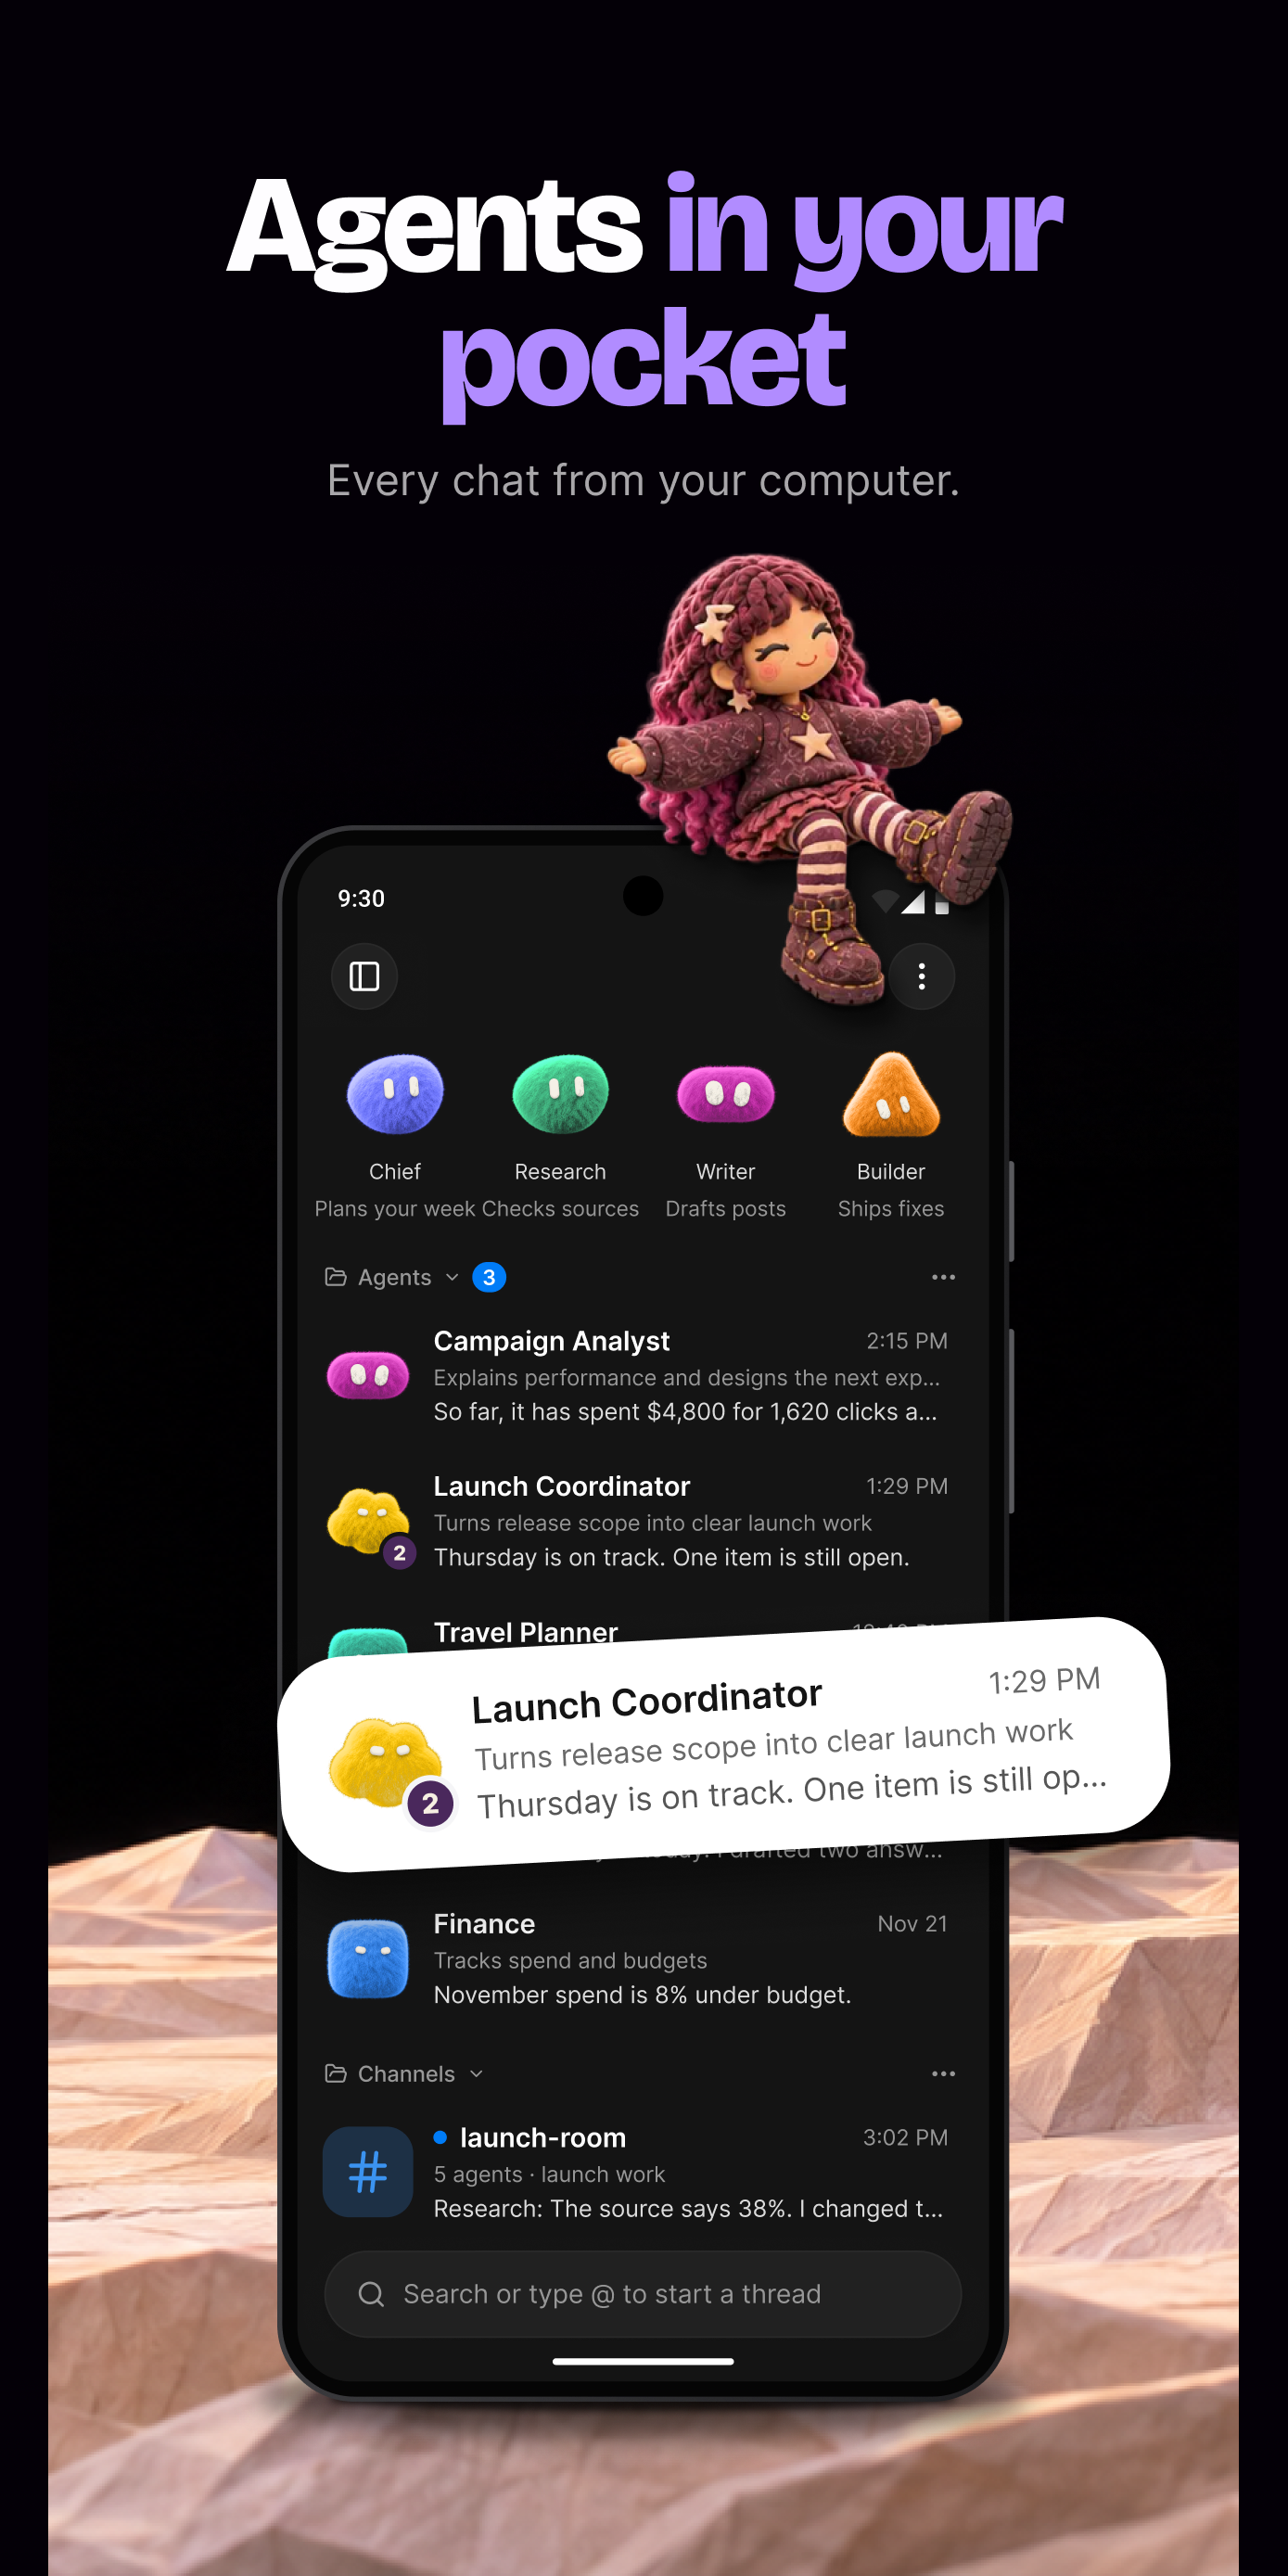 Agents in your
pocket
Every chat from your computer.
9:30
Chief
Research
Writer
Builder
Plans your week
Checks sources
Drafts posts
Ships fixes
Agents
3
Campaign Analyst
2:15 PM
Explains performance and designs the next exp...
So far, it has spent $4,800 for 1,620 clicks a...
Launch Coordinator
1:29 PM
Turns release scope into clear launch work
2
Thursday is on track. One item is still open.
Travel Planner
Launch Coordinator
1:29 PM
Turns release scope into clear launch work
2
Thursday is on track. One item is still op...
drafted two answ...
Finance
Nov 21
Tracks spend and budgets
November spend is 8% under budget.
Channels
launch-room
3:02 PM
5 agents · launch work
Research: The source says 38%. I changed t...
Search or type @ to start a thread